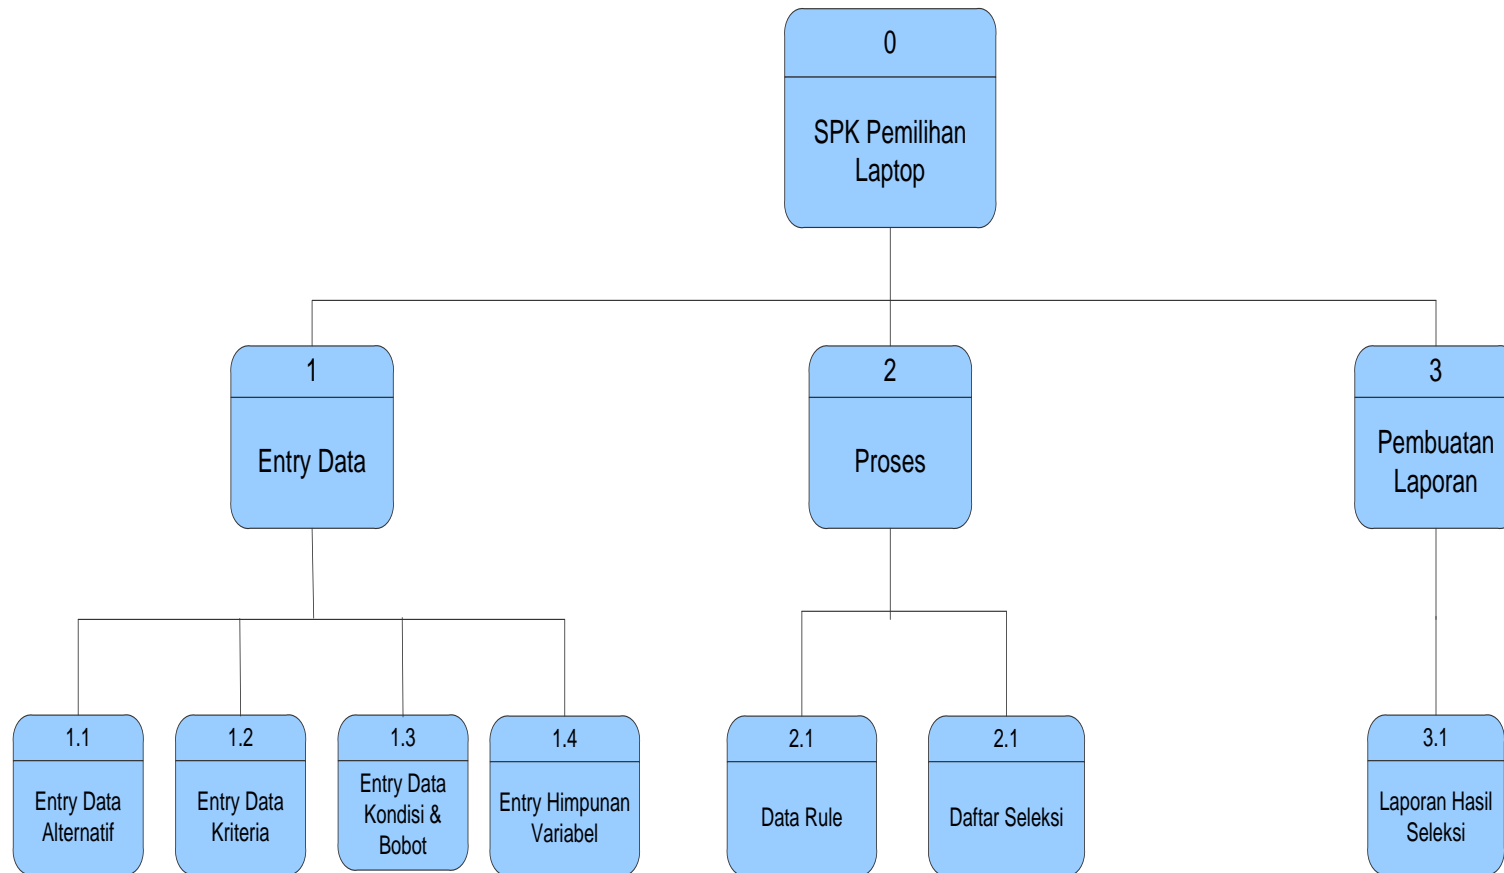 0
SPK Pemilihan
Laptop
1
Entry Data
2
Proses
3
Pembuatan
Laporan
1.1
Entry Data
Alternatif
1.2
Entry Data
Kriteria
1.3
Entry Data
Kondisi &
Bobot
1.4
Entry Himpunan
Variabel
2.1
Data Rule
2.1
Daftar Seleksi
3.1
Laporan Hasil
Seleksi